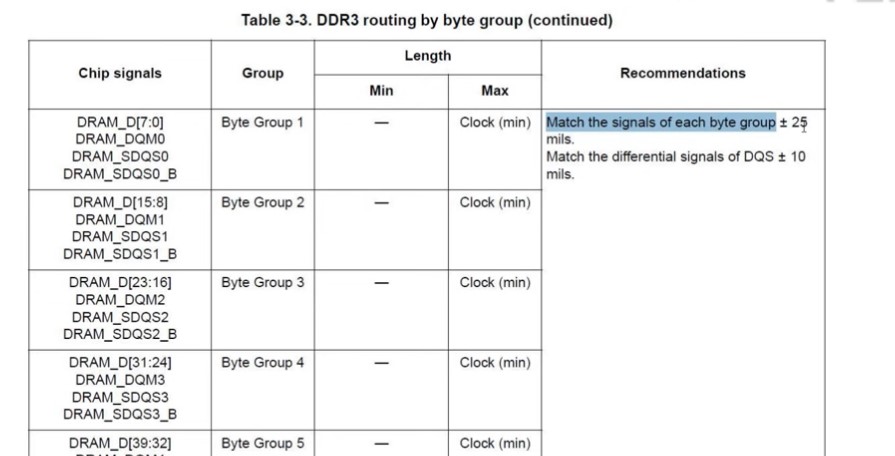 Table 3-3. DDR3 routing by byte group (continued)
Chip signals
Group
Length
Min
Max
Recommendations
DRAM_D[7:0]
DRAM_DQM0
DRAM_SDQS0
DRAM_SDQS0_B
Byte Group 1
—
Clock (min)
Match the signals of each byte group ± 25
mils.
Match the differential signals of DQS ± 10
mils.
DRAM_D[15:8]
DRAM_DQM1
DRAM_SDQS1
DRAM_SDQS1_B
Byte Group 2
—
Clock (min)
DRAM_D[23:16]
DRAM_DQM2
DRAM_SDQS2
DRAM_SDQS2_B
Byte Group 3
—
Clock (min)
DRAM_D[31:24]
DRAM_DQM3
DRAM_SDQS3
DRAM_SDQS3_B
Byte Group 4
—
Clock (min)
DRAM_D[39:32]
Byte Group 5
—
Clock (min)